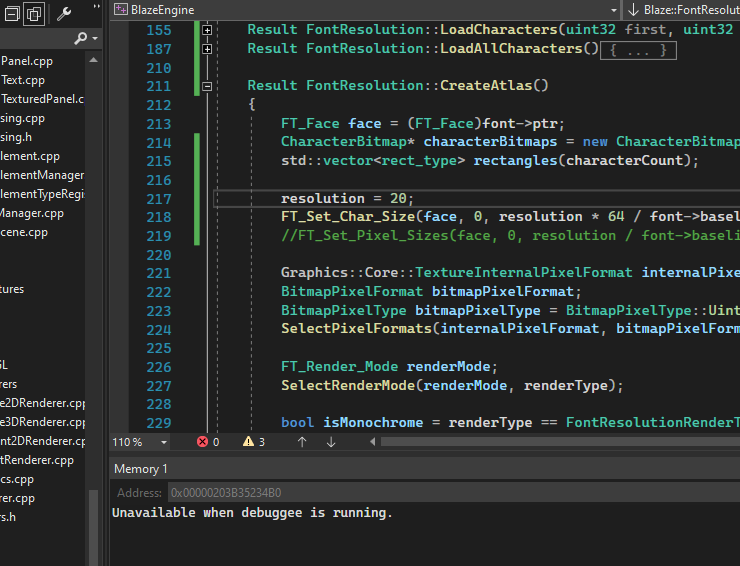 BlazeEngine
Blaze::FontResolut
Panel.cpp
Text.cpp
TexturedPanel.c
sing.cpp
sing.h
lement.cpp
lementManager
lementTypeRegi
Manager.cpp
cene.cpp
tures
GL
erers
e2DRenderer.cpp
e3DRenderer.cpp
nt2DRenderer.cp
tRenderer.cpp
cs.cpp
rer.cpp
rs.h
155 Result FontResolution::LoadCharacters(uint32 first, uint32
187 Result FontResolution::LoadAllCharacters(){ ... }
210
211 Result FontResolution::CreateAtlas()
212 {
213 FT_Face face = (FT_Face)font->ptr;
214 CharacterBitmap* characterBitmaps = new CharacterBitmap
215 std::vector<rect_type> rectangles(characterCount);
216
217 resolution = 20;
218 FT_Set_Char_Size(face, 0, resolution * 64 / font->basel
219 //FT_Set_Pixel_Sizes(face, 0, resolution / font->baseli
220
221 Graphics::Core::TextureInternalPixelFormat internalPixe
222 BitmapPixelFormat bitmapPixelFormat;
223 BitmapPixelType bitmapPixelType = BitmapPixelType::Uint
224 SelectPixelFormats(internalPixelFormat, bitmapPixelForm
225
226 FT_Render_Mode renderMode;
227 SelectRenderMode(renderMode, renderType);
228
229 bool isMonochrome = renderType == FontResolutionRenderT
110 % 0 3
Memory 1
Address: 0x00000203B35234B0
Unavailable when debuggee is running.